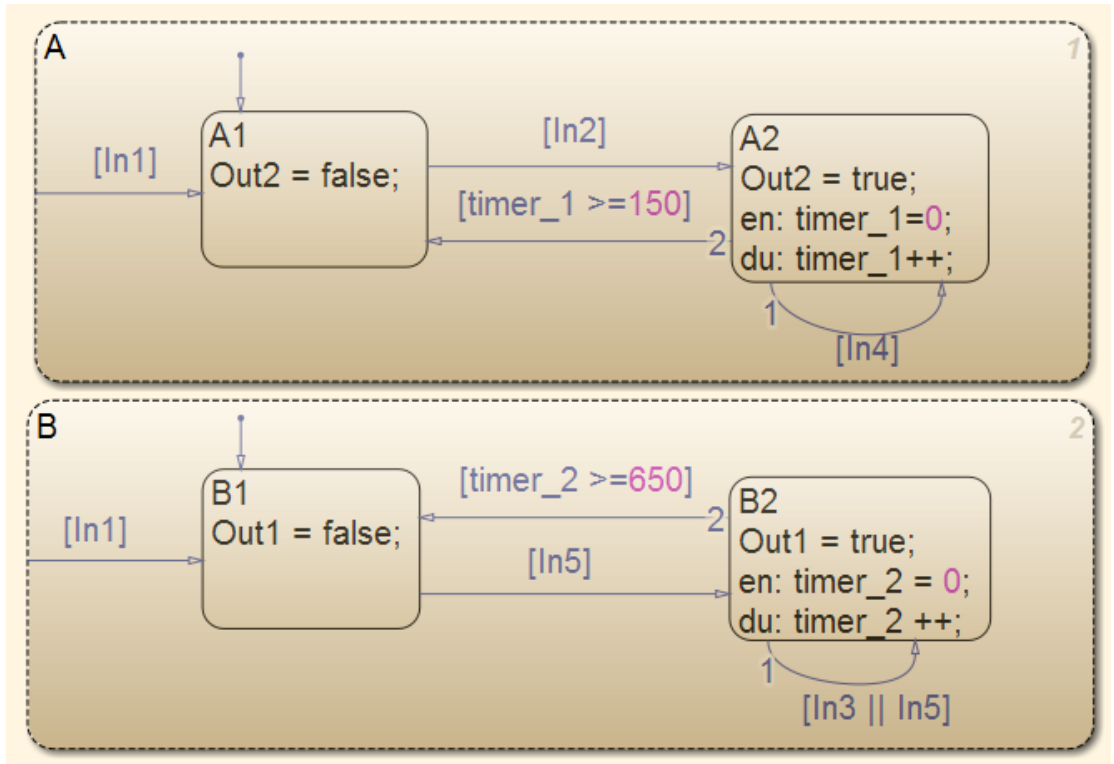 A
1
A1
Out2 = false;
[In1]
[In2]
[timer_1 >=150]
2
A2
Out2 = true;
en: timer_1=0;
du: timer_1++;
1
[In4]
B
2
B1
Out1 = false;
[In1]
[timer_2 >=650]
2
[In5]
B2
Out1 = true;
en: timer_2 = 0;
du: timer_2 ++;
1
[In3 || In5]